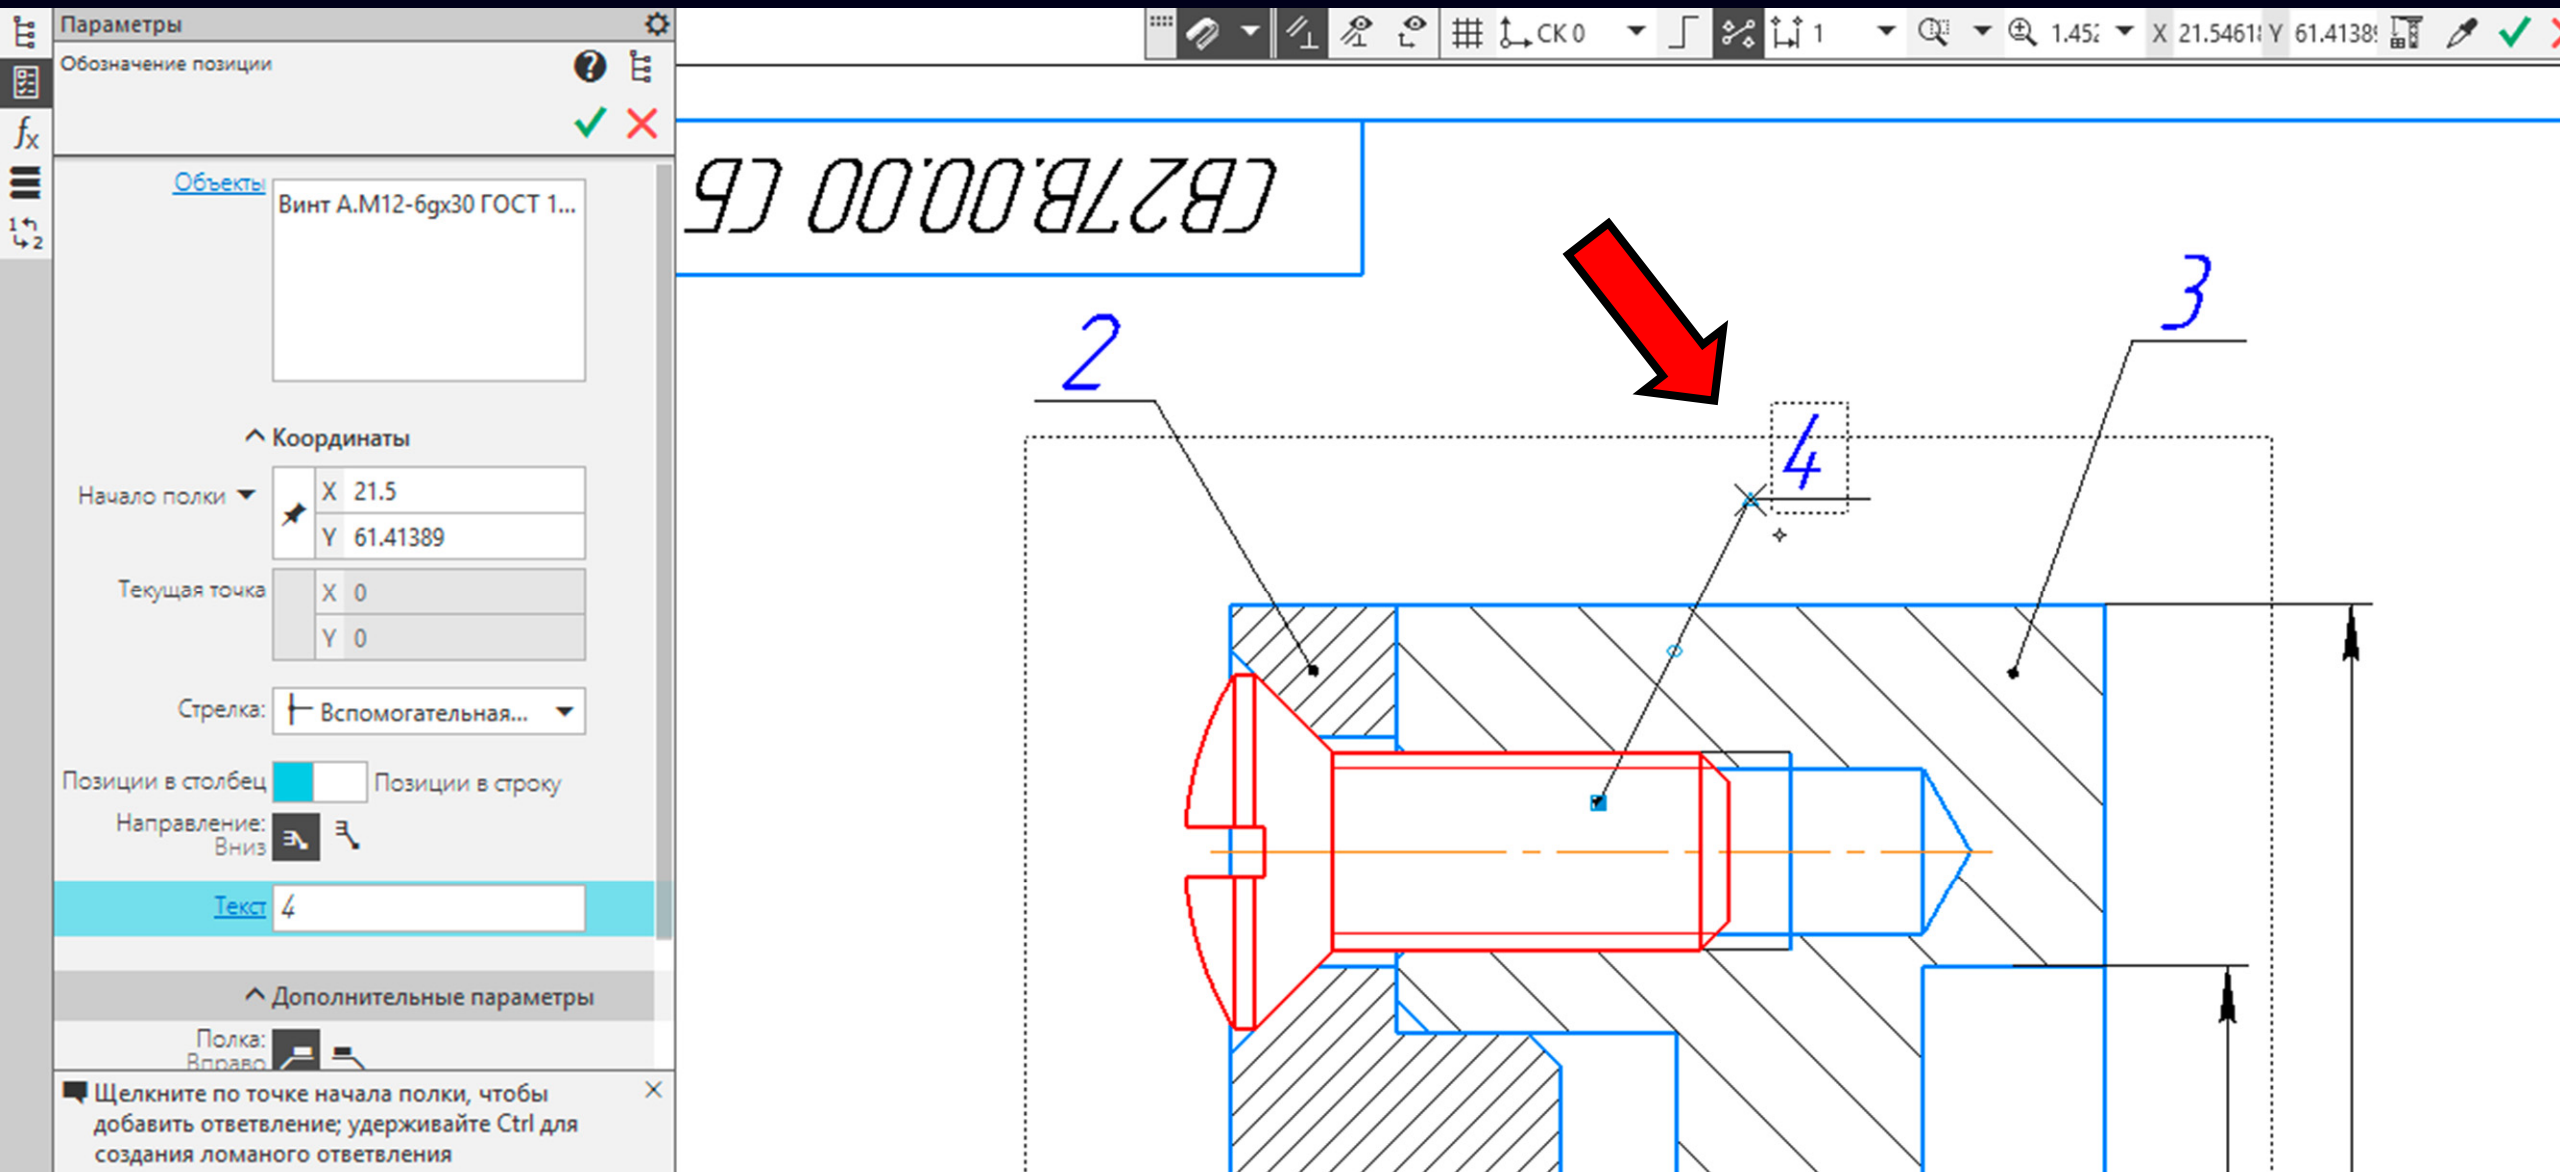 Параметры
Обозначение позиции
Объекты
Винт А.М12-6gx30 ГОСТ 1...
Координаты
Начало полки
X 21.5
Y 61.41389
Текущая точка
X 0
Y 0
Стрелка:
Вспомогательная...
Позиции в столбец
Позиции в строку
Направление:
Вниз
Текст
4
Дополнительные параметры
Полка:
Вправо
Щелкните по точке начала полки, чтобы
добавить ответвление; удерживайте Ctrl для
создания ломаного ответвления
СК 0
1
1.452
X 21.5461
Y 61.4138
СВ27В.00.00 СБ
2
4
3